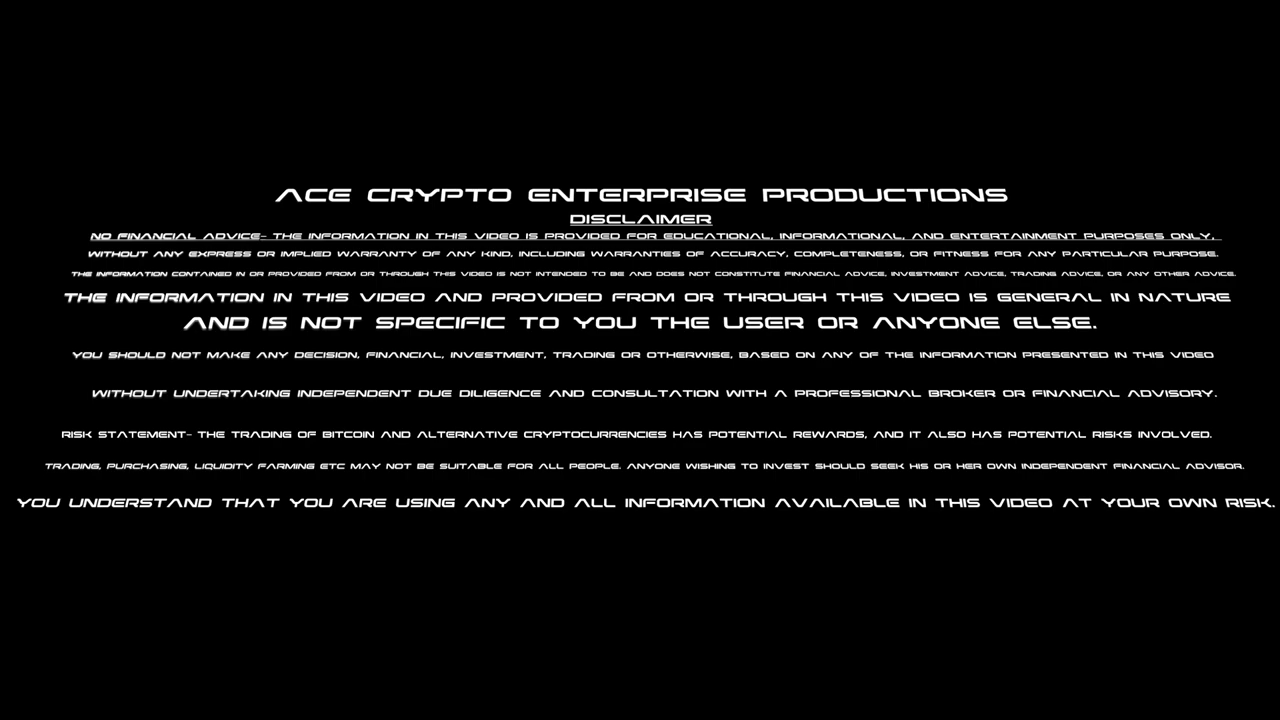 ACE CRYPTO ENTERPRISE PRODUCTIONS
DISCLAIMER
NO FINANCIAL ADVICE- THE INFORMATION IN THIS VIDEO IS PROVIDED FOR EDUCATIONAL, INFORMATIONAL, AND ENTERTAINMENT PURPOSES ONLY,
WITHOUT ANY EXPRESS OR IMPLIED WARRANTY OF ANY KIND, INCLUDING WARRANTIES OF ACCURACY, COMPLETENESS, OR FITNESS FOR ANY PARTICULAR PURPOSE.
THE INFORMATION CONTAINED IN OR PROVIDED FROM OR THROUGH THIS VIDEO IS NOT INTENDED TO BE AND DOES NOT CONSTITUTE FINANCIAL ADVICE, INVESTMENT ADVICE, TRADING ADVICE, OR ANY OTHER ADVICE.
THE INFORMATION IN THIS VIDEO AND PROVIDED FROM OR THROUGH THIS VIDEO IS GENERAL IN NATURE
AND IS NOT SPECIFIC TO YOU THE USER OR ANYONE ELSE.
YOU SHOULD NOT MAKE ANY DECISION, FINANCIAL, INVESTMENT, TRADING OR OTHERWISE, BASED ON ANY OF THE INFORMATION PRESENTED IN THIS VIDEO
WITHOUT UNDERTAKING INDEPENDENT DUE DILIGENCE AND CONSULTATION WITH A PROFESSIONAL BROKER OR FINANCIAL ADVISORY.
RISK STATEMENT- THE TRADING OF BITCOIN AND ALTERNATIVE CRYPTOCURRENCIES HAS POTENTIAL REWARDS, AND IT ALSO HAS POTENTIAL RISKS INVOLVED.
TRADING, PURCHASING, LIQUIDITY FARMING ETC MAY NOT BE SUITABLE FOR ALL PEOPLE. ANYONE WISHING TO INVEST SHOULD SEEK HIS OR HER OWN INDEPENDENT FINANCIAL ADVISOR.
YOU UNDERSTAND THAT YOU ARE USING ANY AND ALL INFORMATION AVAILABLE IN THIS VIDEO AT YOUR OWN RISK.